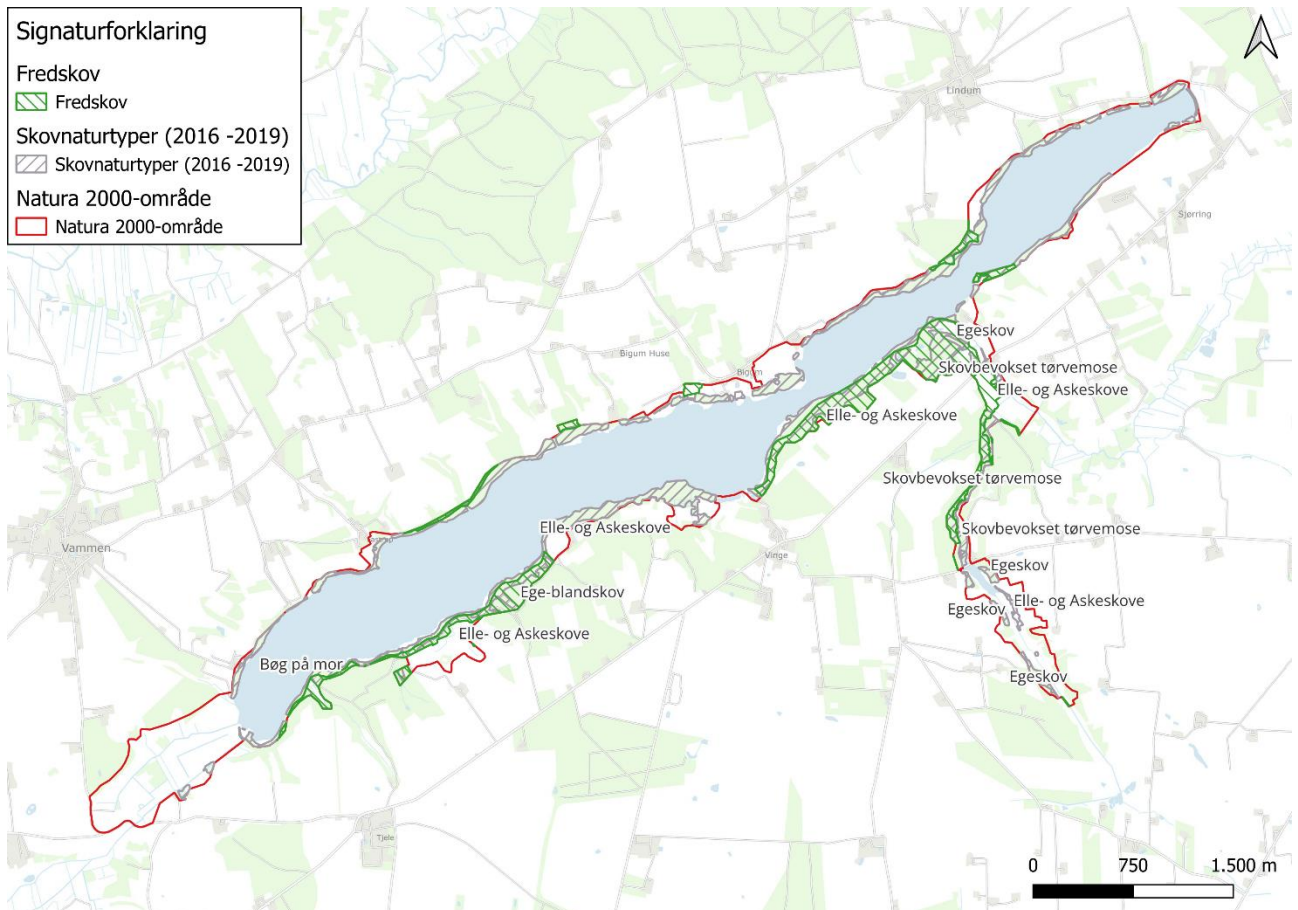 Signaturforklaring
Fredskov
Fredskov
Skovnaturtyper (2016 -2019)
Skovnaturtyper (2016 -2019)
Natura 2000-område
Natura 2000-område
Lindum
Sjørring
Egeskov
Bigum Huse
Skovbevokset tørvemose
Bigum
Elle- og Askeskove
Elle- og Askeskove
Skovbevokset tørvemose
Elle- og Askeskove
Skovbevokset tørvemose
Vammen
Vinge
Egeskov
Ege-blandskov
Elle- og Askeskove
Egeskov
Elle- og Askeskove
Bøg på mor
Egeskov
Tjele
0 750 1.500 m